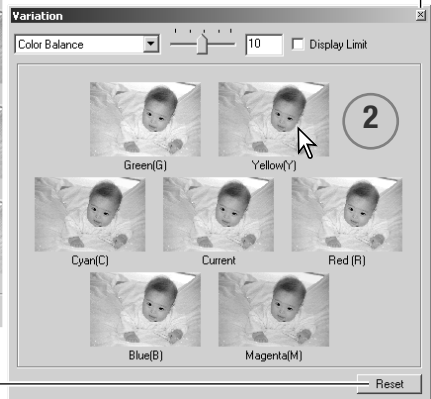 Variation
Color Balance 10 Display Limit
2
Green(G) Yellow(Y)
Cyan(C) Current Red (R)
Blue(B) Magenta(M)
Reset